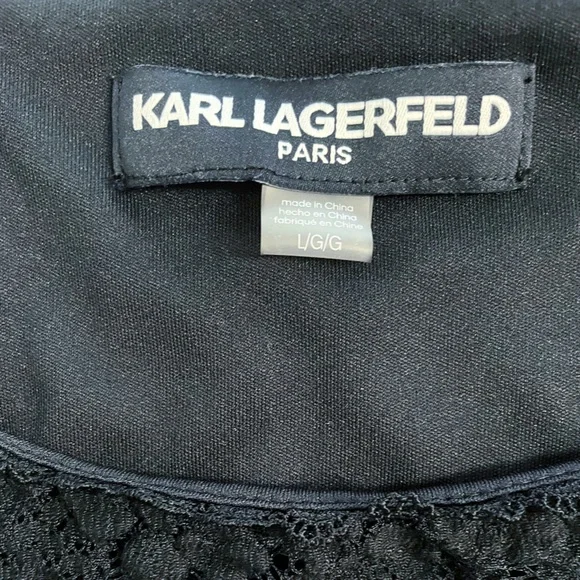 KARL LAGERFELD
PARIS
made in China
hecho en China
fabriqué en Chine
L/G/G